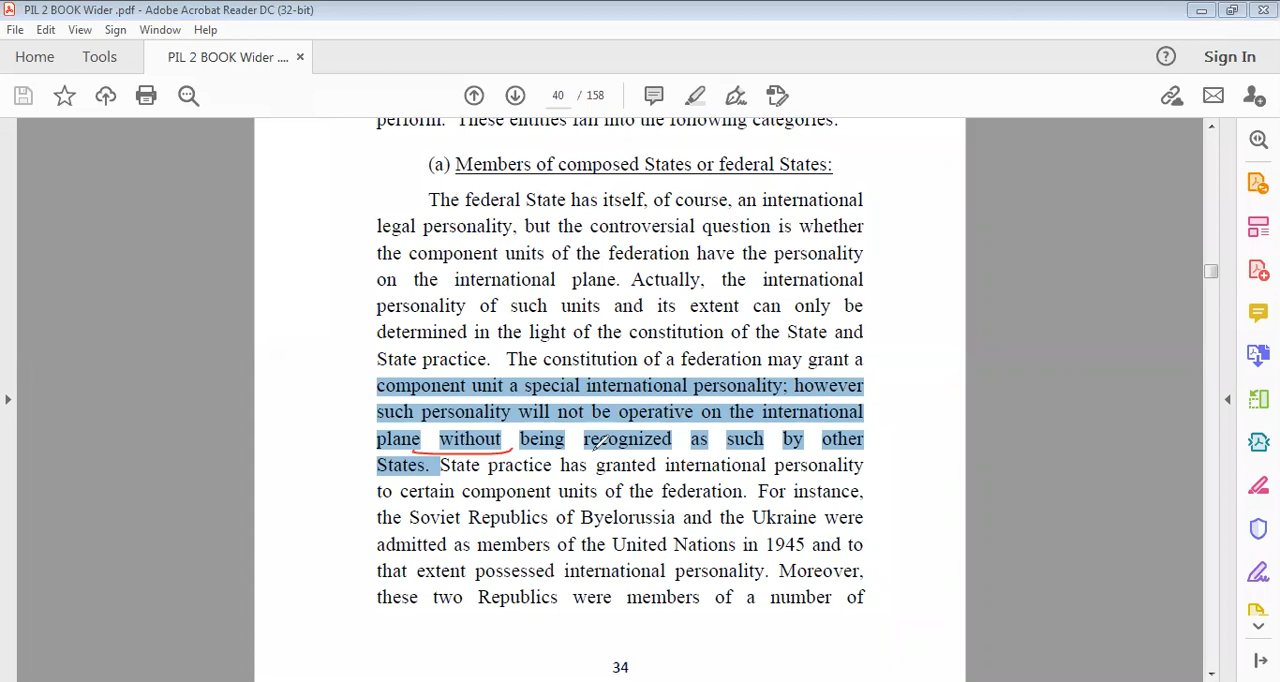 PIL 2 BOOK Wider .pdf - Adobe Acrobat Reader DC (32-bit)
File Edit View Sign Window Help
Home Tools PIL 2 BOOK Wider .... × Sign In
40 / 158
perform. These entities fall into the following categories:
(a) Members of composed States or federal States:
The federal State has itself, of course, an international
legal personality, but the controversial question is whether
the component units of the federation have the personality
on the international plane. Actually, the international
personality of such units and its extent can only be
determined in the light of the constitution of the State and
State practice. The constitution of a federation may grant a
component unit a special international personality; however
such personality will not be operative on the international
plane without being recognized as such by other
States. State practice has granted international personality
to certain component units of the federation. For instance,
the Soviet Republics of Byelorussia and the Ukraine were
admitted as members of the United Nations in 1945 and to
that extent possessed international personality. Moreover,
these two Republics were members of a number of
34